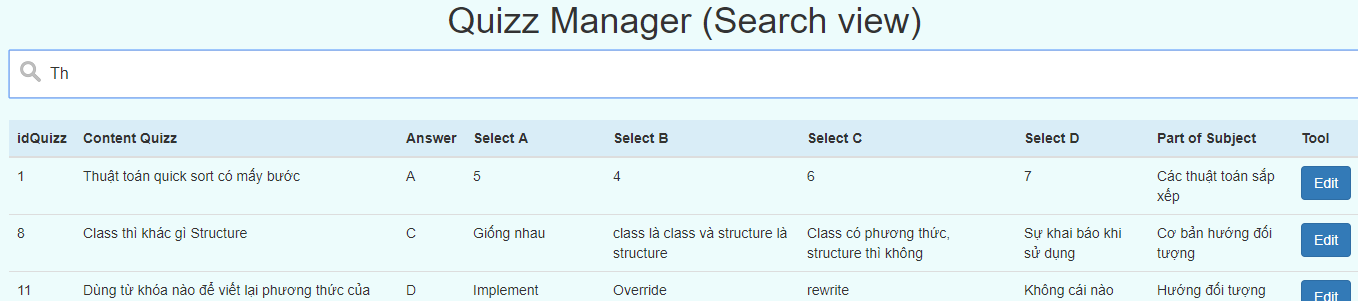 Quizz Manager (Search view)
Th
idQuizz Content Quizz Answer Select A Select B Select C Select D Part of Subject Tool
1 Thuật toán quick sort có mấy bước A 5 4 6 7 Các thuật toán sắp Edit
xếp
8 Class thì khác gì Structure C Giống nhau class là class và structure là Class có phương thức, Sự khai báo khi Cơ bản hướng đối Edit
structure structure thì không sử dụng tượng
11 Dùng từ khóa nào để viết lại phương thức của D Implement Override rewrite Không cái nào Hướng đối tượng Edit